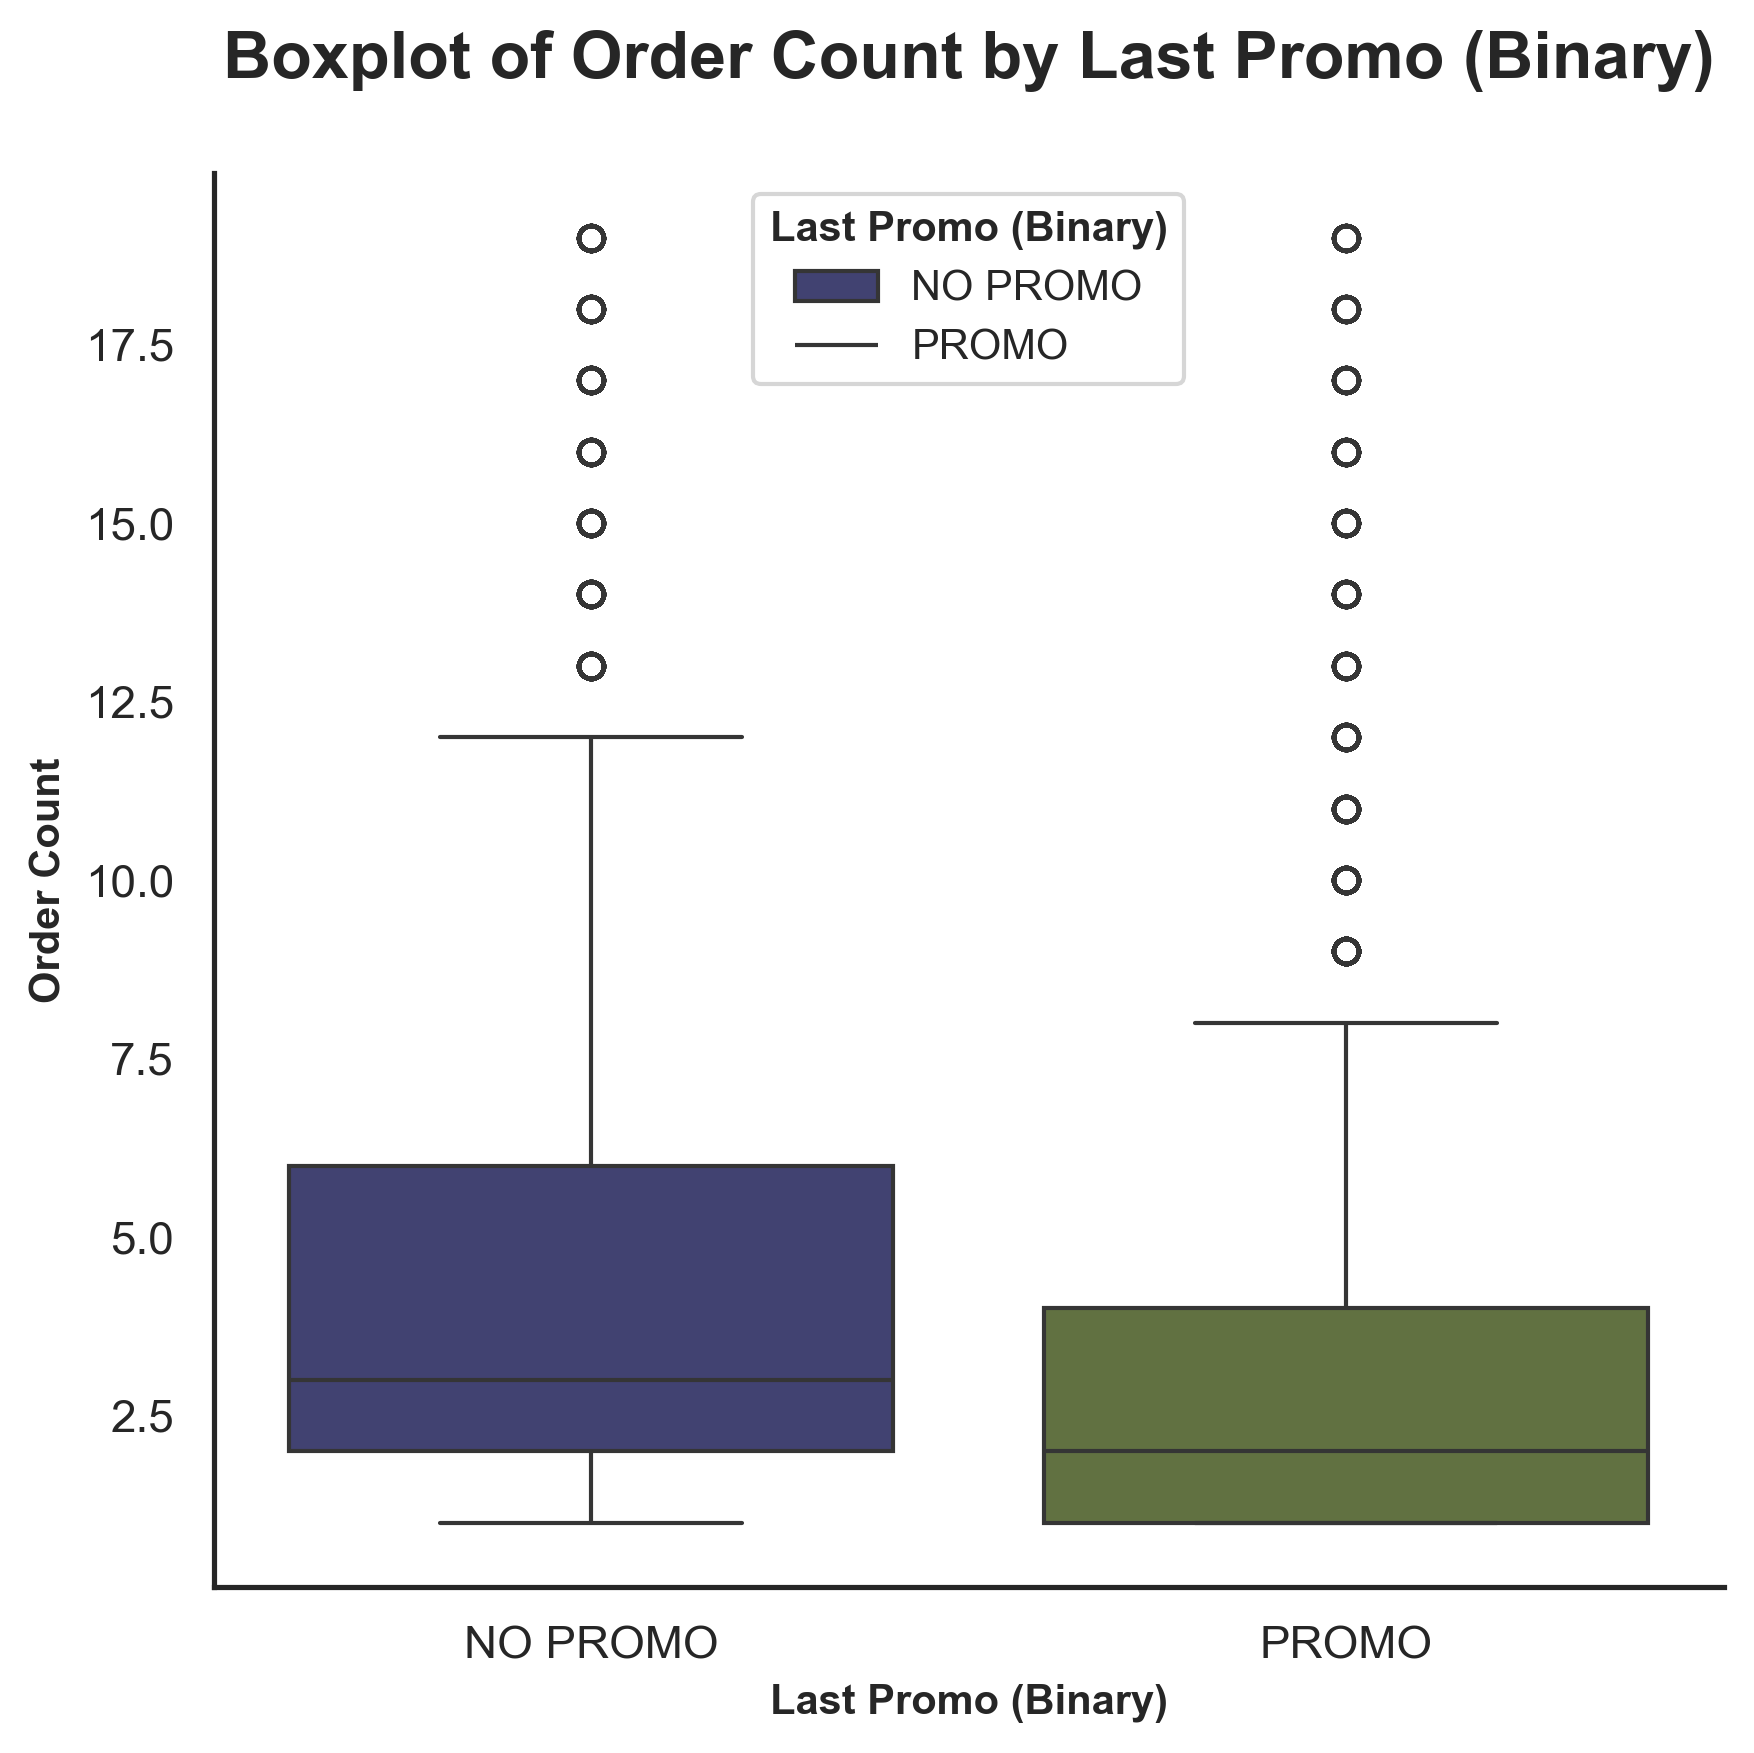 Boxplot of Order Count by Last Promo (Binary)
Last Promo (Binary)
NO PROMO
PROMO
17.5
15.0
12.5
10.0
7.5
5.0
2.5
Order Count
NO PROMO
PROMO
Last Promo (Binary)